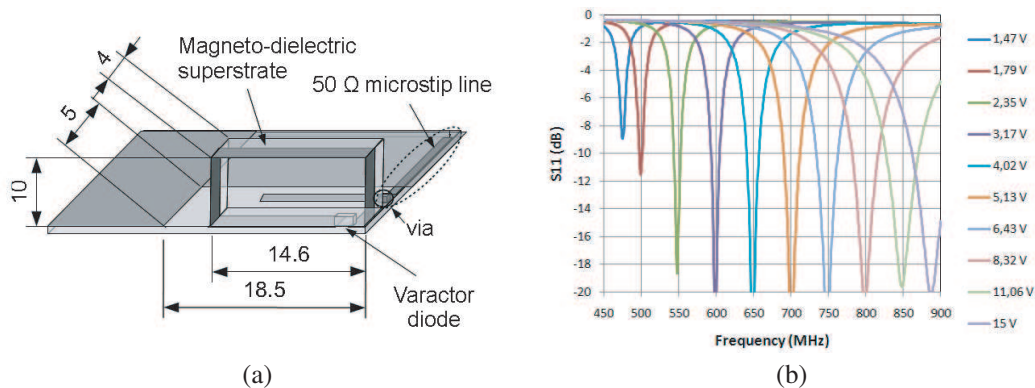 Magneto-dielectric
superstrate
50 Ω microstip line
4
5
10
via
14.6
18.5
Varactor
diode
(a)
S11 (dB)
0
-2
-4
-6
-8
-10
-12
-14
-16
-18
-20
450 500 550 600 650 700 750 800 850 900
Frequency (MHz)
1,47 V
1,79 V
2,35 V
3,17 V
4,02 V
5,13 V
6,43 V
8,32 V
11,06 V
15 V
(b)